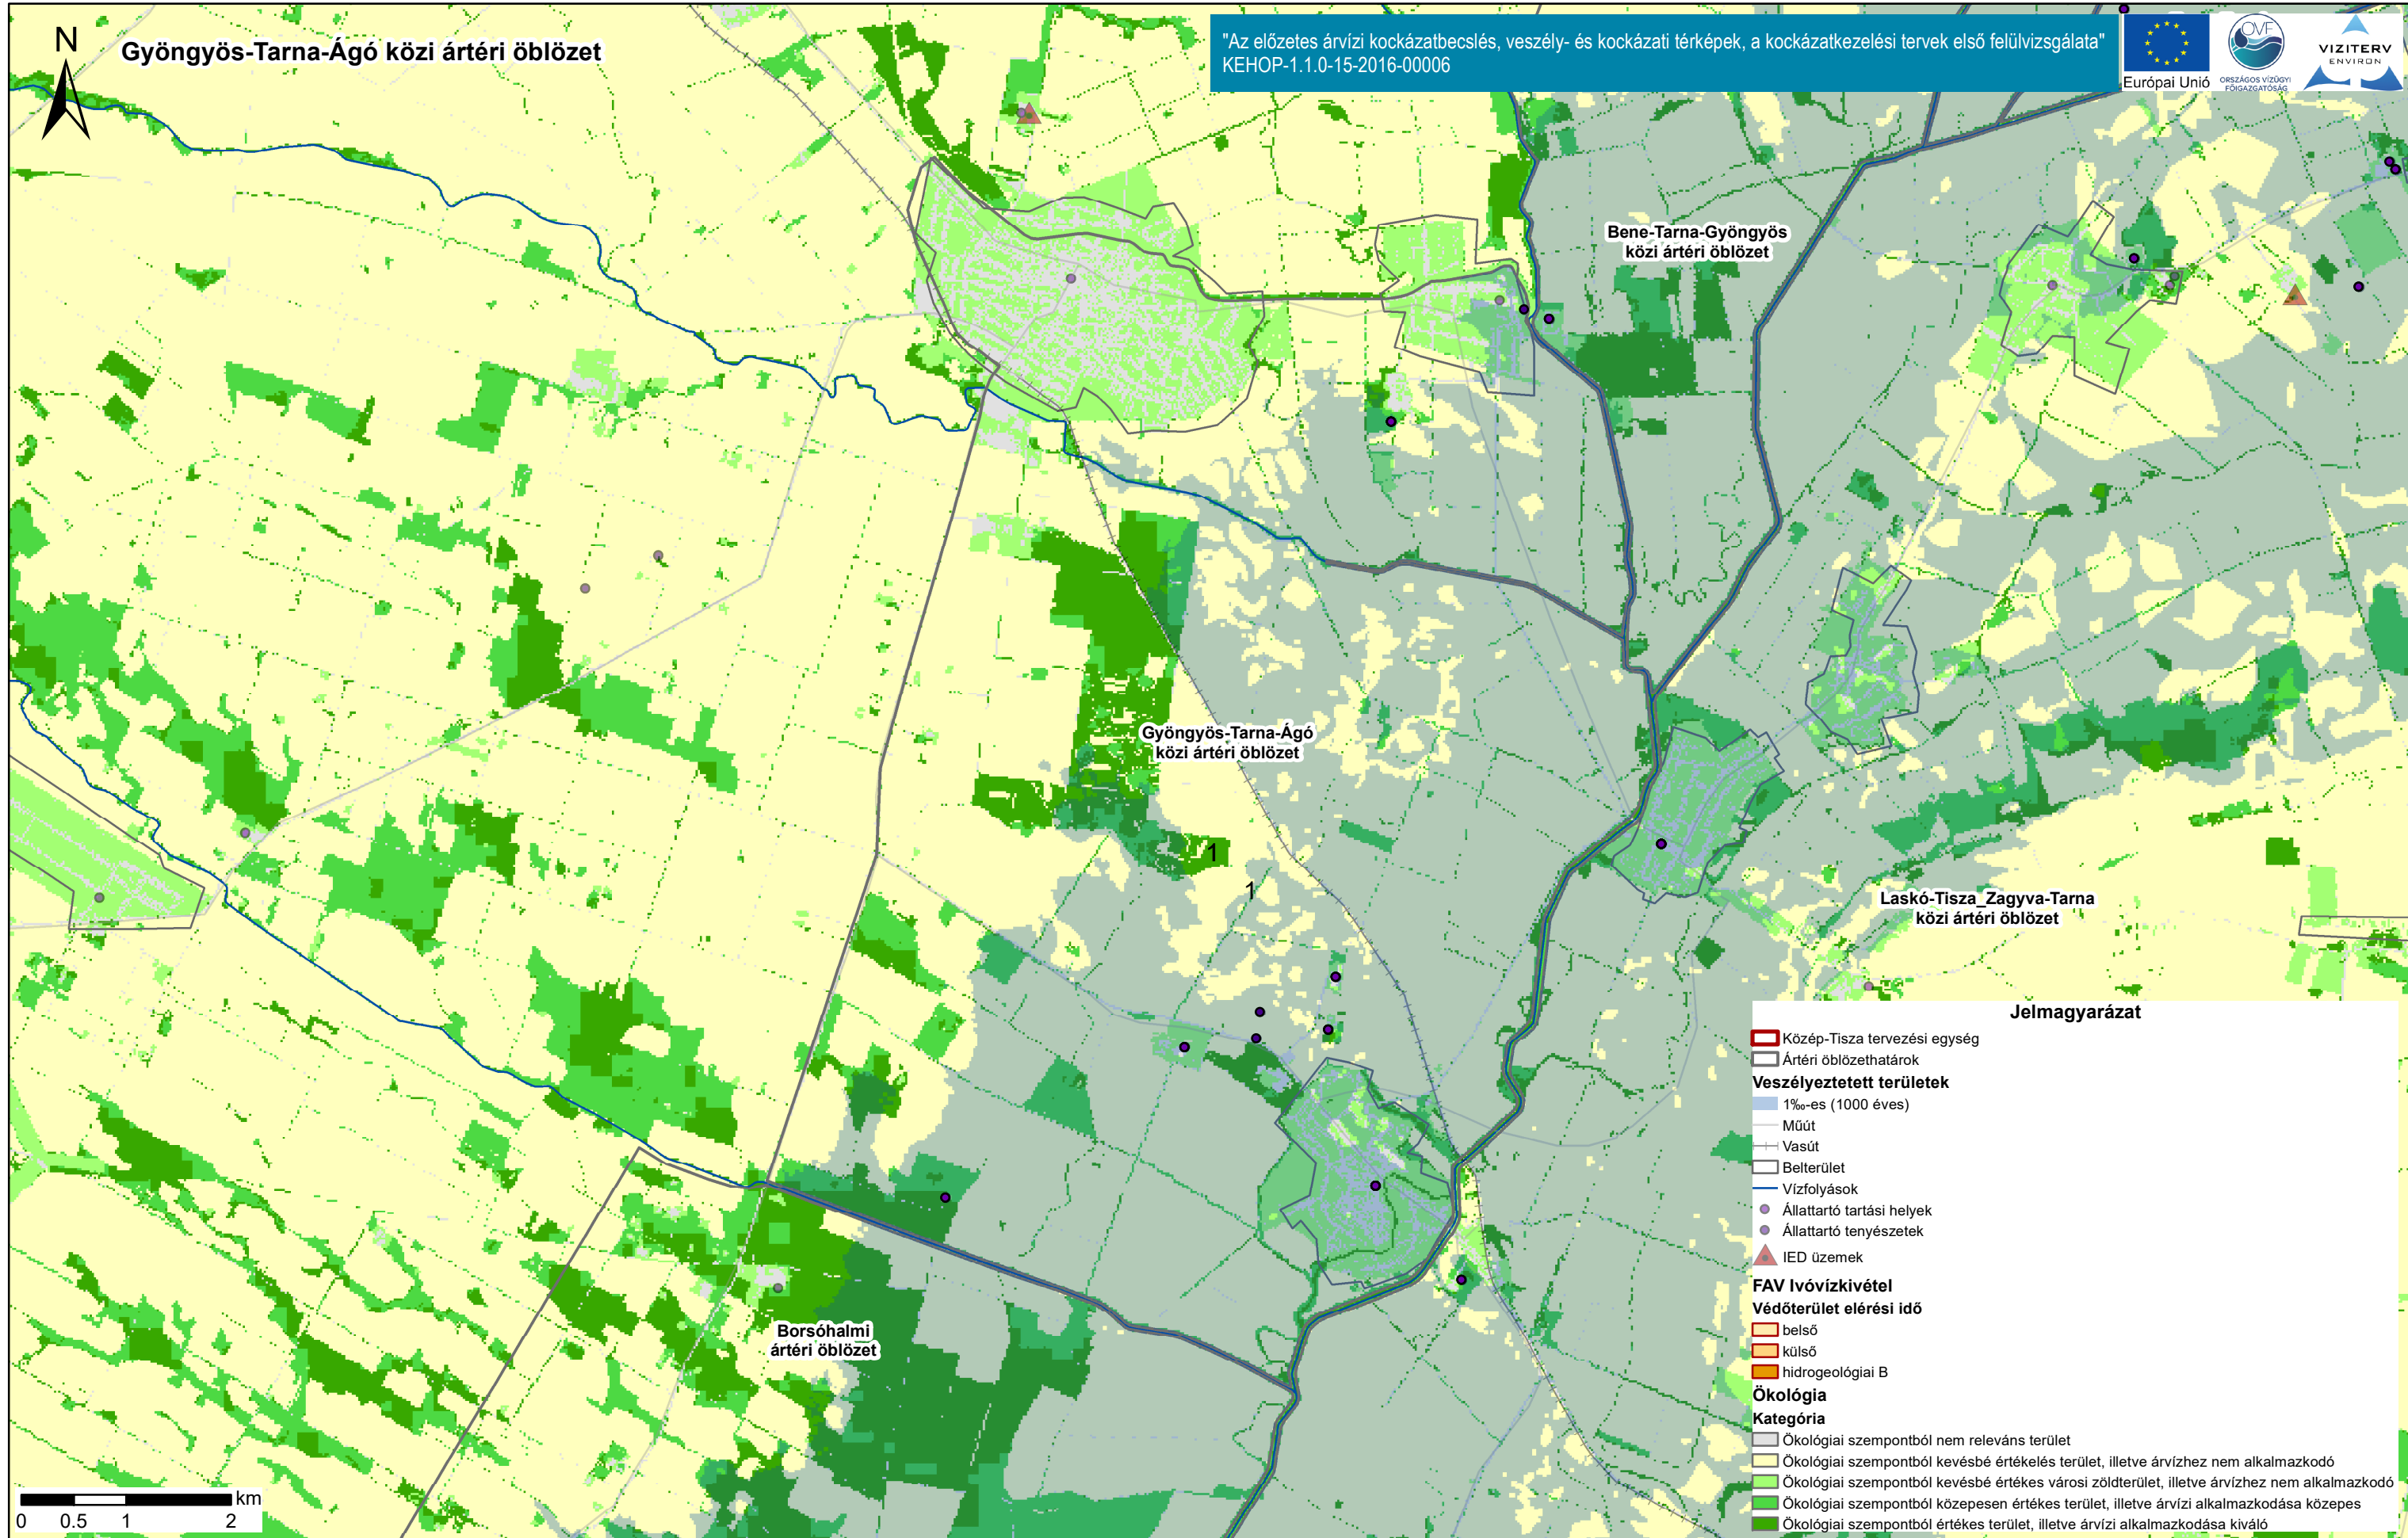 N
Gyöngyös-Tarna-Ágó közi ártéri öblözet
"Az előzetes árvízi kockázatbecslés, veszély- és kockázati térképek, a kockázatkezelési tervek első felülvizsgálata"
KEHOP-1.1.0-15-2016-00006
Európai Unió
OVF
ORSZÁGOS VÍZÜGYI
FŐIGAZGATÓSÁG
VIZITERV
ENVIRON
Bene-Tarna-Gyöngyös
közi ártéri öblözet
Gyöngyös-Tarna-Ágó
közi ártéri öblözet
1
1
Laskó-Tisza_Zagyva-Tarna
közi ártéri öblözet
Borsóhalmi
ártéri öblözet
Jelmagyarázat
Közép-Tisza tervezési egység
Ártéri öblözethatárok
Veszélyeztetett területek
1‰-es (1000 éves)
Műút
Vasút
Belterület
Vízfolyások
Állattartó tartási helyek
Állattartó tenyészetek
IED üzemek
FAV Ivóvízkivétel
Védőterület elérési idő
belső
külső
hidrogeológiai B
Ökológia
Kategória
Ökológiai szempontból nem releváns terület
Ökológiai szempontból kevésbé értékelés terület, illetve árvízhez nem alkalmazkodó
Ökológiai szempontból kevésbé értékes városi zöldterület, illetve árvízhez nem alkalmazkodó
Ökológiai szempontból közepesen értékes terület, illetve árvízi alkalmazkodása közepes
Ökológiai szempontból értékes terület, illetve árvízi alkalmazkodása kiváló
km
0 0.5 1 2